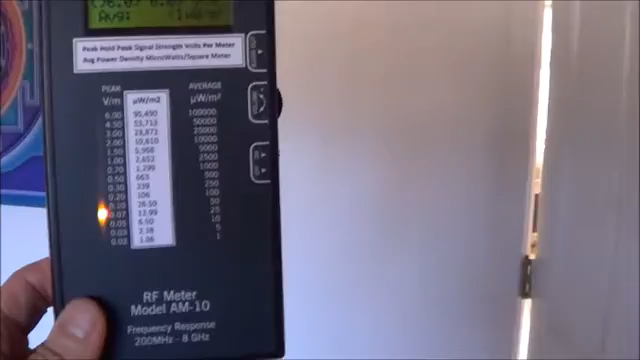 Avg:
Peak Hold Peak Signal Strength Volts Per Meter
Avg Power Density MicroWatts/Square Meter
PEAK AVERAGE
V/m µW/m2 µW/m²
6.00 95,490 100000
4.50 53,713 50000
3.00 23,873 25000
2.00 10,610 10000
1.50 5,968 5000
1.00 2,652 2500
0.70 1,299 1000
0.50 663 500
0.30 239 250
0.20 106 100
0.10 26.50 50
0.07 12.99 25
0.05 6.50 10
0.03 2.38 5
0.02 1.06 1
RF Meter
Model AM-10
Frequency Response
200MHz - 8 GHz